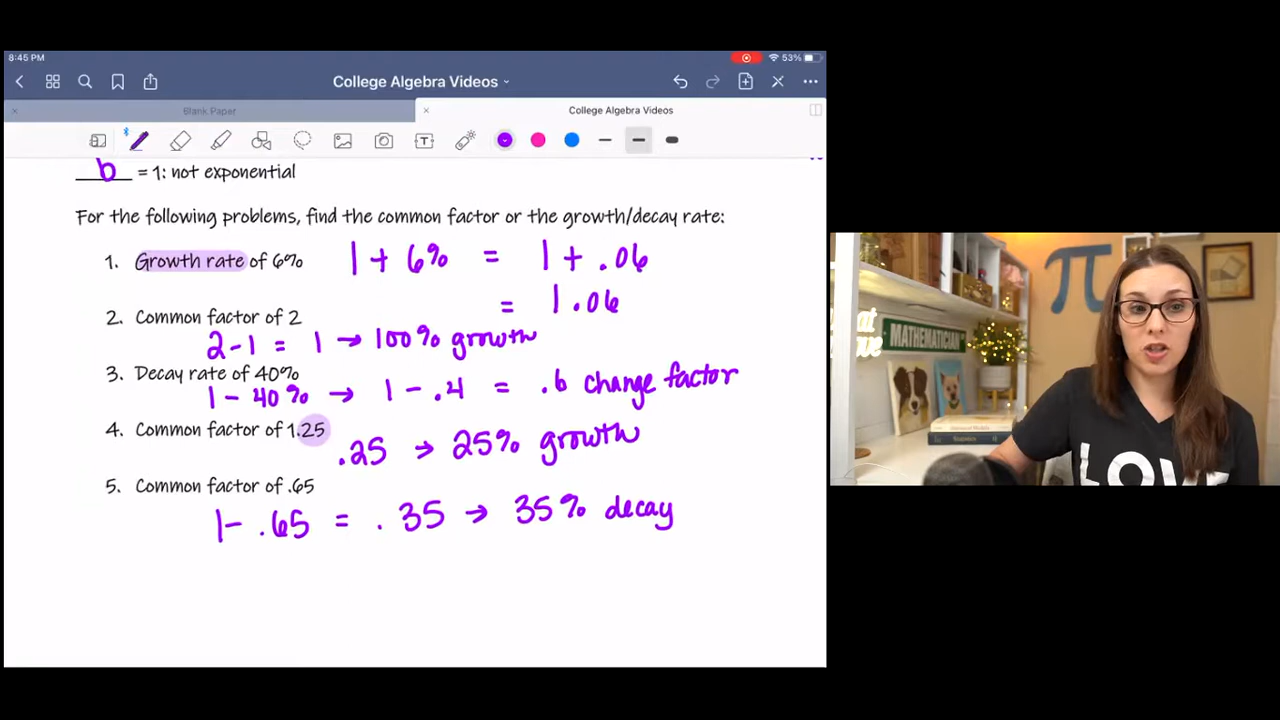 8:45 PM
53%
College Algebra Videos
Blank Paper
College Algebra Videos
b = 1: not exponential
For the following problems, find the common factor or the growth/decay rate:
1. Growth rate of 6% 1 + 6% = 1 + .06
= 1.06
2. Common factor of 2
2-1 = 1 → 100% growth
3. Decay rate of 40%
1 - 40% → 1 - .4 = .6 change factor
4. Common factor of 1.25
.25 → 25% growth
5. Common factor of .65
1- .65 = .35 → 35% decay
MATHEMATICIAN
LOVE